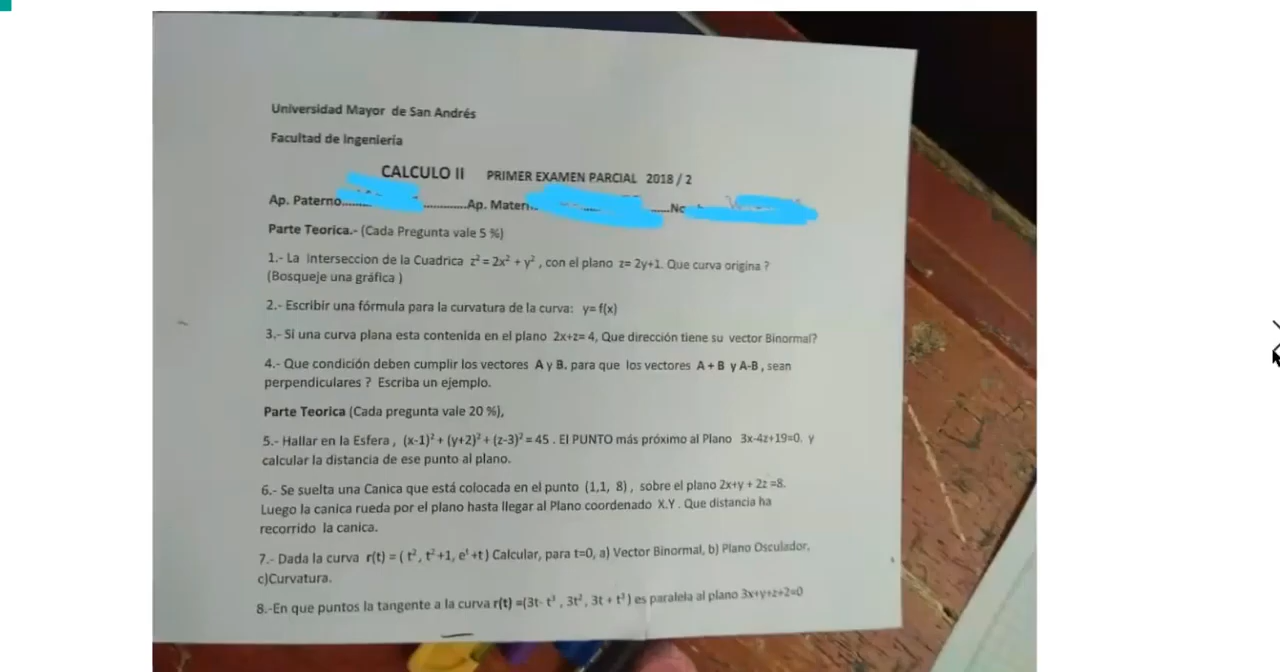 Universidad Mayor de San Andrés
Facultad de Ingeniería
CALCULO II PRIMER EXAMEN PARCIAL 2018 / 2
Ap. Paterno.......... ............Ap. Matern.. .....Nc
Parte Teorica.- (Cada Pregunta vale 5 %)
1.- La Interseccion de la Cuadrica z² = 2x² + y² , con el plano z= 2y+1. Que curva origina ?
(Bosqueje una gráfica )
2.- Escribir una fórmula para la curvatura de la curva: y= f(x)
3.- Si una curva plana esta contenida en el plano 2x+z= 4, Que dirección tiene su vector Binormal?
4.- Que condición deben cumplir los vectores A y B. para que los vectores A + B y A-B , sean
perpendiculares ? Escriba un ejemplo.
Parte Teorica (Cada pregunta vale 20 %),
5.- Hallar en la Esfera , (x-1)² + (y+2)² + (z-3)² = 45 . El PUNTO más próximo al Plano 3x-4z+19=0. y
calcular la distancia de ese punto al plano.
6.- Se suelta una Canica que está colocada en el punto (1,1, 8) , sobre el plano 2x+y + 2z =8.
Luego la canica rueda por el plano hasta llegar al Plano coordenado X.Y . Que distancia ha
recorrido la canica.
7.- Dada la curva r(t) = ( t² , t² +1, eᵗ +t ) Calcular, para t=0, a) Vector Binormal, b) Plano Osculador,
c)Curvatura.
8.-En que puntos la tangente a la curva r(t) =(3t- t³ , 3t² , 3t + t³ ) es paralela al plano 3x+y+z+2=0